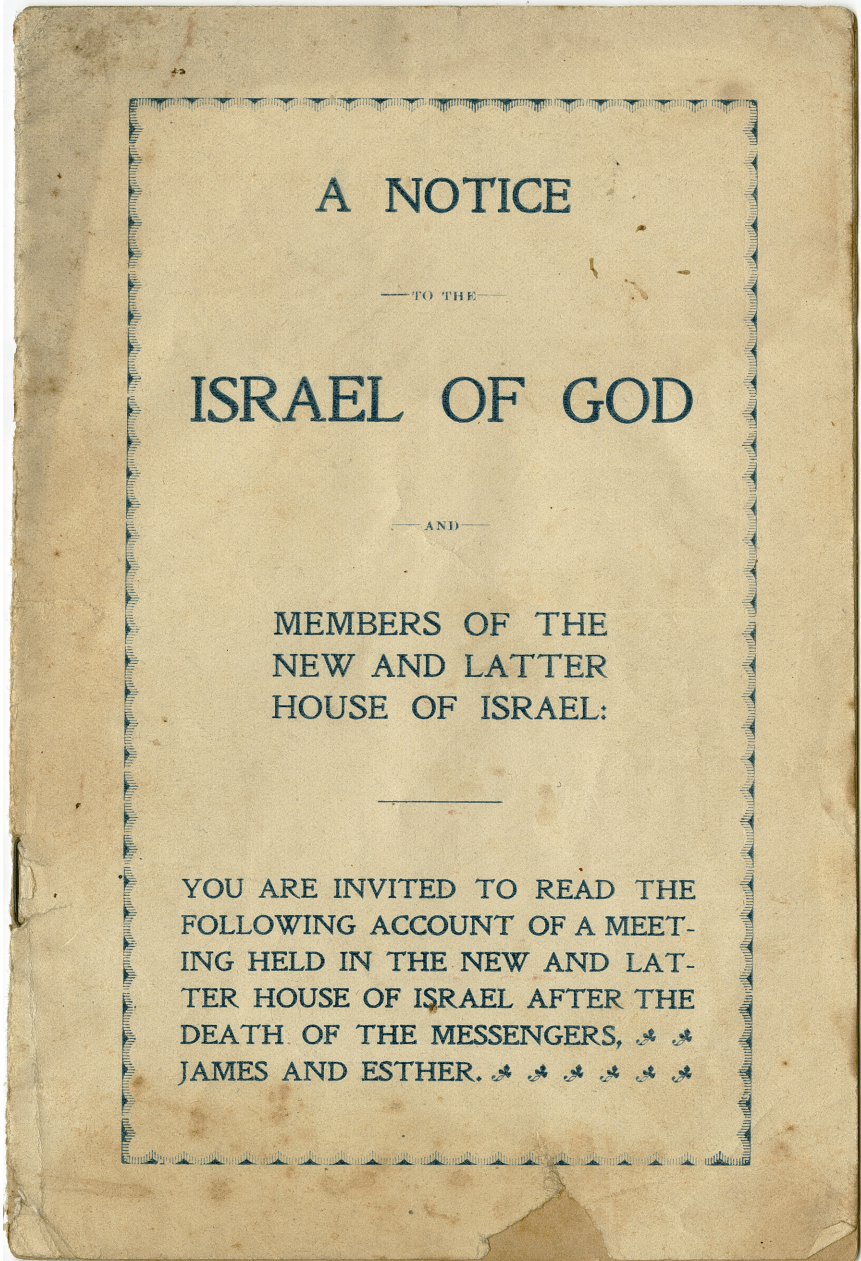 A NOTICE
TO THE
ISRAEL OF GOD
AND
MEMBERS OF THE
NEW AND LATTER
HOUSE OF ISRAEL:
YOU ARE INVITED TO READ THE
FOLLOWING ACCOUNT OF A MEET-
ING HELD IN THE NEW AND LAT-
TER HOUSE OF ISRAEL AFTER THE
DEATH OF THE MESSENGERS,
JAMES AND ESTHER.